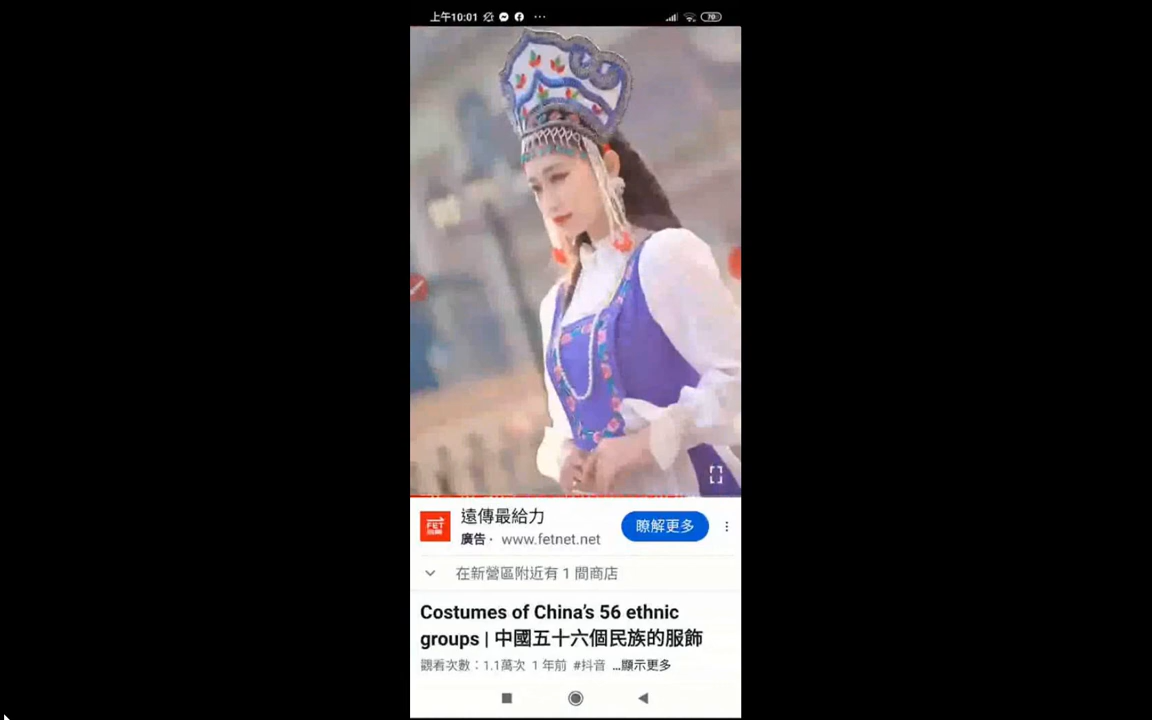 上午10:01
70
FET
遠傳
遠傳最給力
廣告 · www.fetnet.net
瞭解更多
在新營區附近有 1 間商店
Costumes of China's 56 ethnic
groups | 中國五十六個民族的服飾
觀看次數：1.1萬次 1 年前 #抖音 ...顯示更多